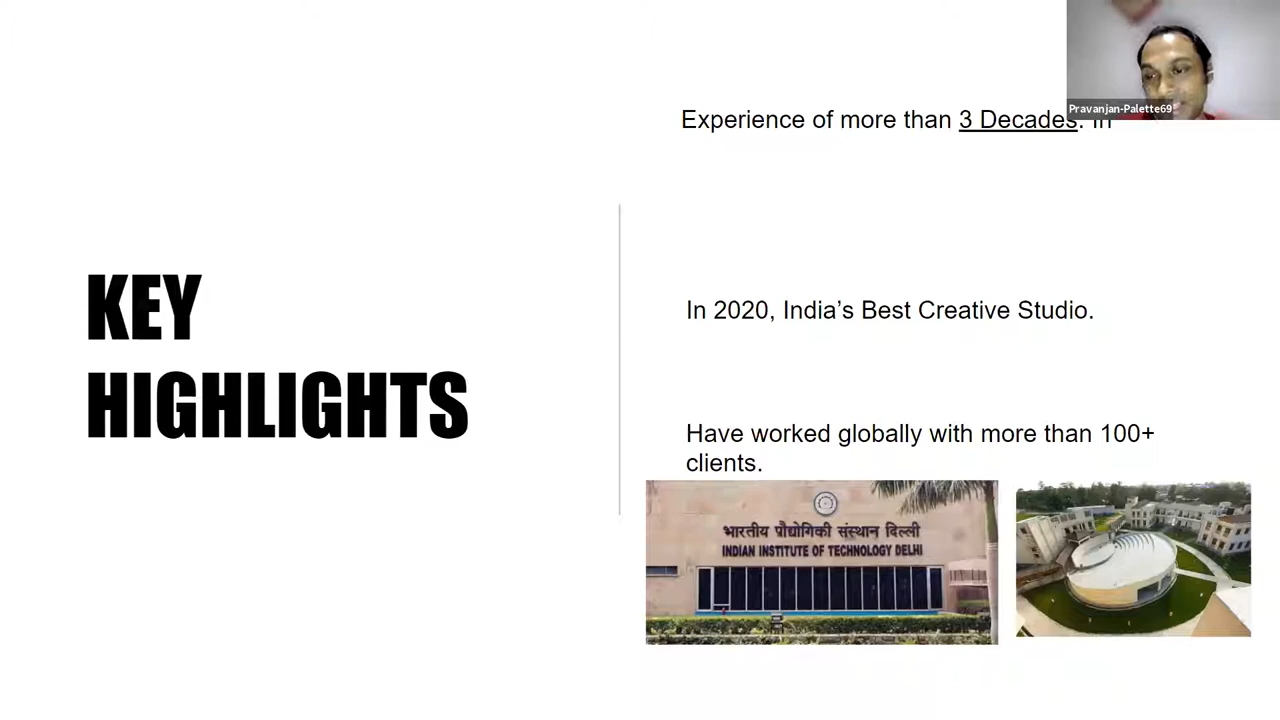 Pravanjan-Palette69
Experience of more than 3 Decades. In
KEY
HIGHLIGHTS
In 2020, India’s Best Creative Studio.
Have worked globally with more than 100+
clients.
भारतीय प्रौद्योगिकी संस्थान दिल्ली
INDIAN INSTITUTE OF TECHNOLOGY DELHI